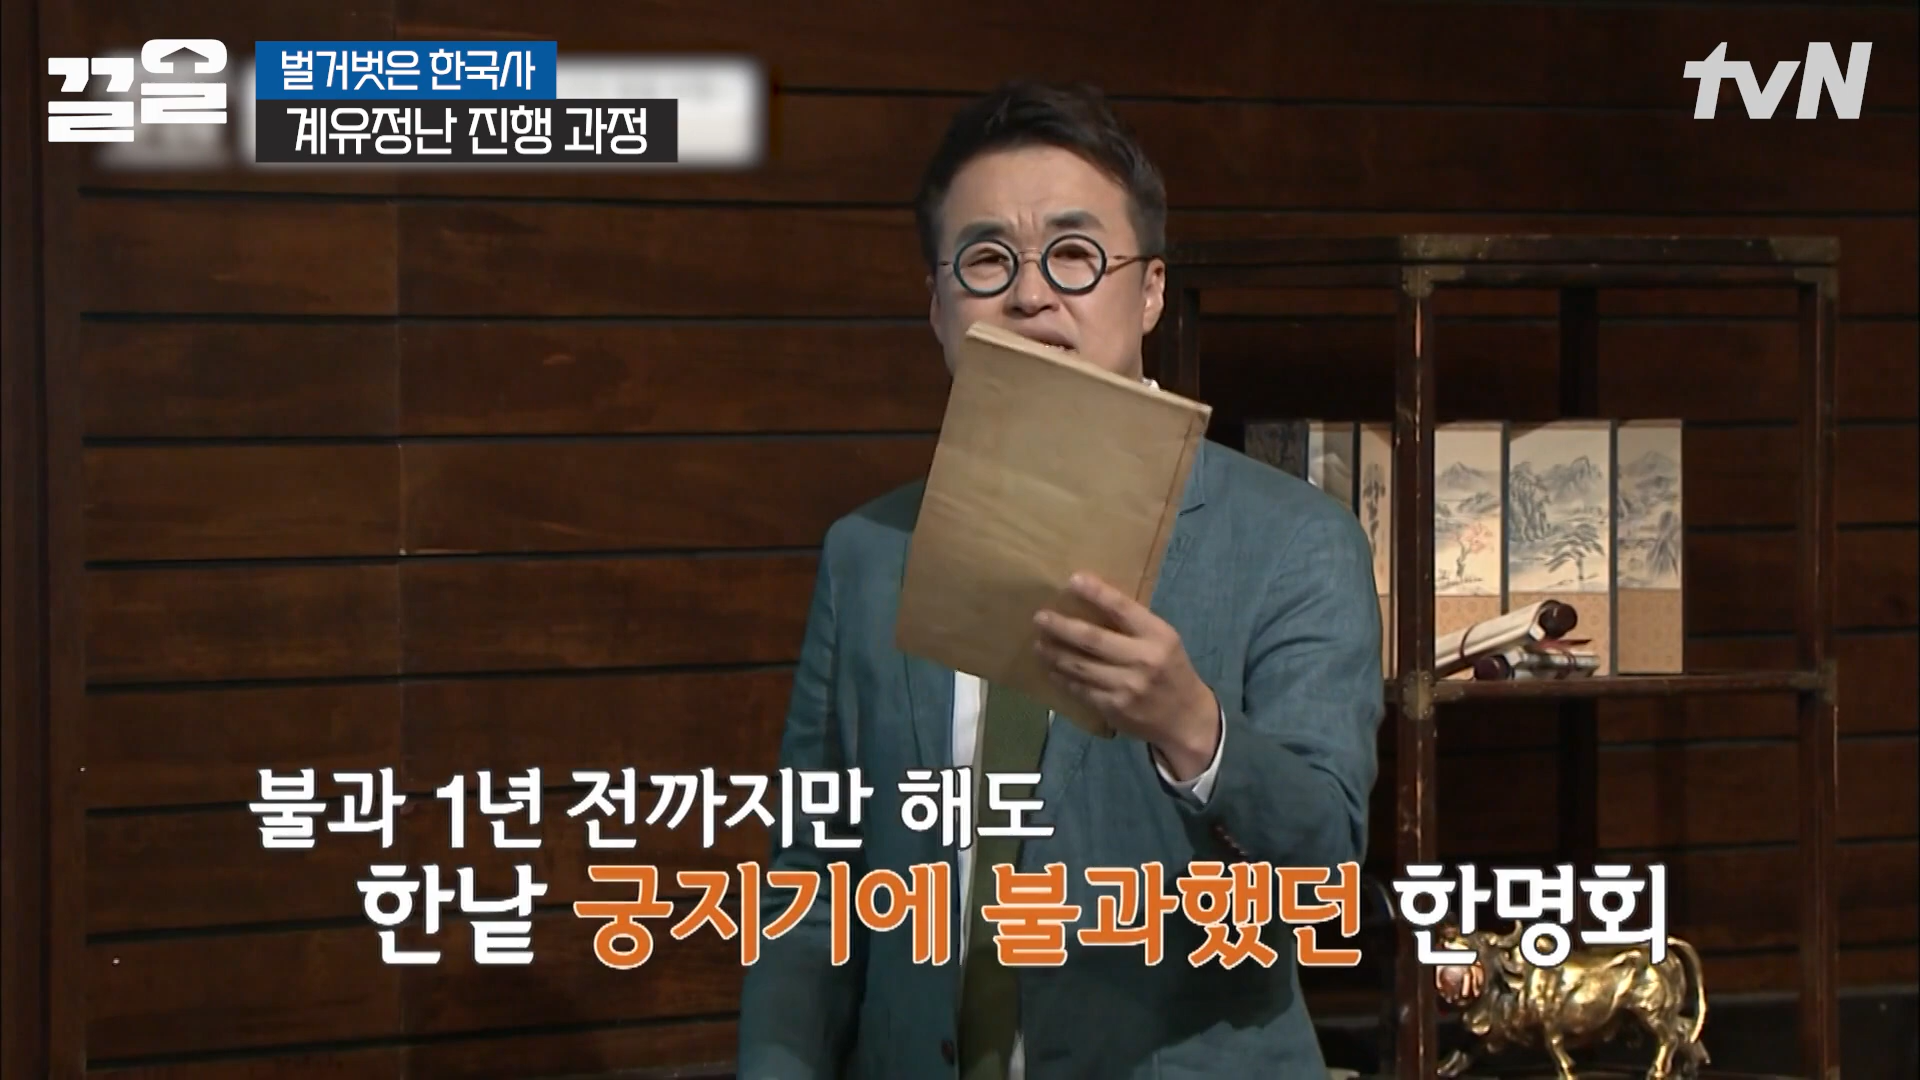 끌올
벌거벗은 한국사
계유정난 진행 과정
tvN
불과 1년 전까지만 해도
한낱 궁지기에 불과했던 한명회